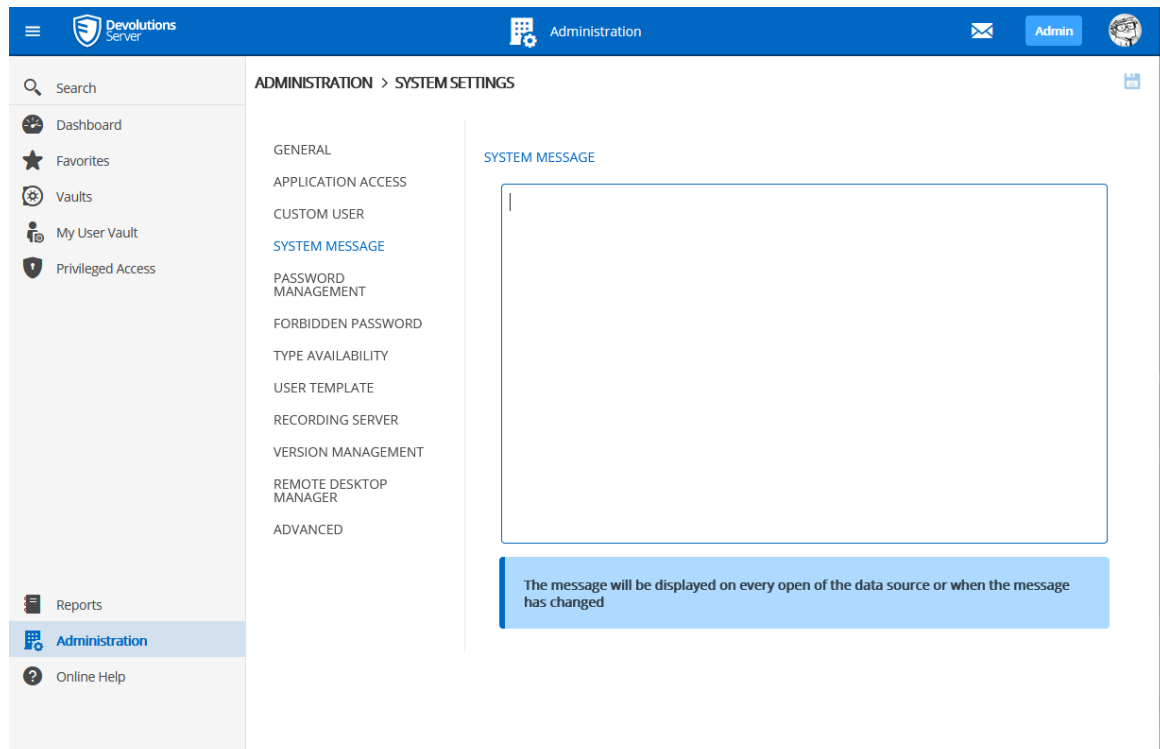 Devolutions
Server
Administration
Admin
Search
Dashboard
Favorites
Vaults
My User Vault
Privileged Access
Reports
Administration
Online Help
ADMINISTRATION > SYSTEM SETTINGS
GENERAL
APPLICATION ACCESS
CUSTOM USER
SYSTEM MESSAGE
PASSWORD
MANAGEMENT
FORBIDDEN PASSWORD
TYPE AVAILABILITY
USER TEMPLATE
RECORDING SERVER
VERSION MANAGEMENT
REMOTE DESKTOP
MANAGER
ADVANCED
SYSTEM MESSAGE
The message will be displayed on every open of the data source or when the message
has changed